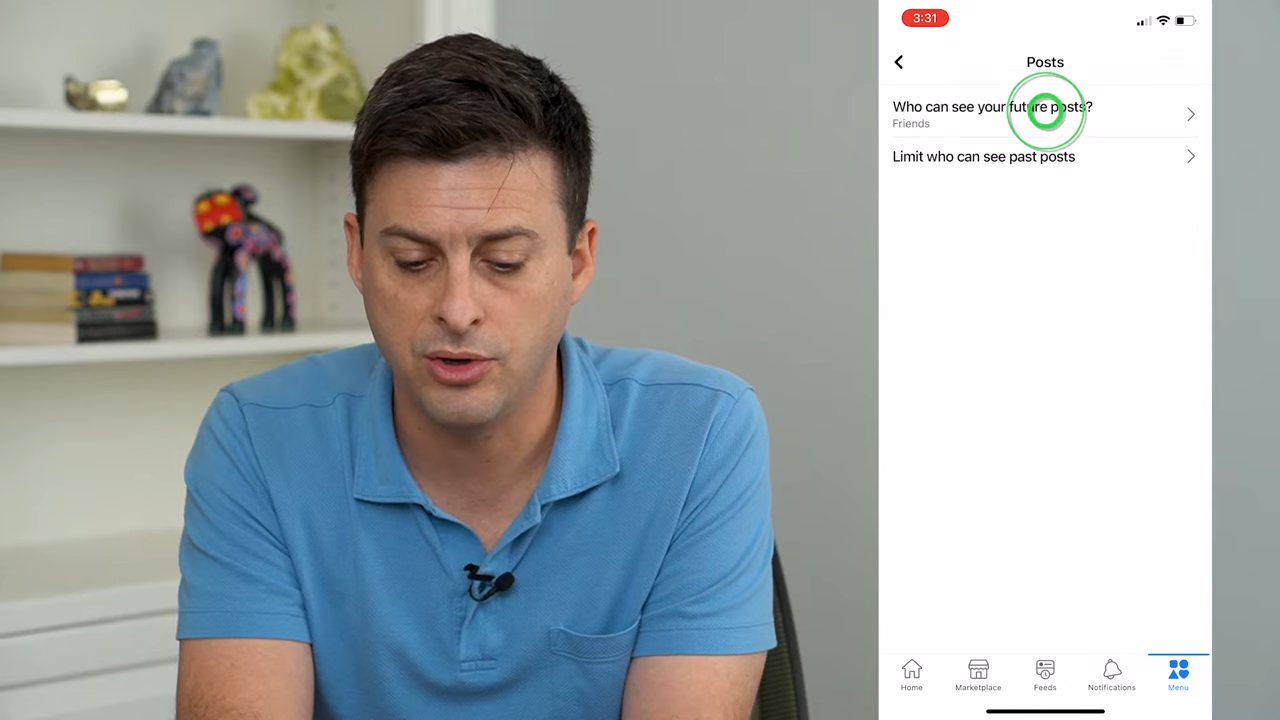 3:31
Posts
Who can see your future posts?
Friends
Limit who can see past posts
Home
Marketplace
Feeds
Notifications
Menu